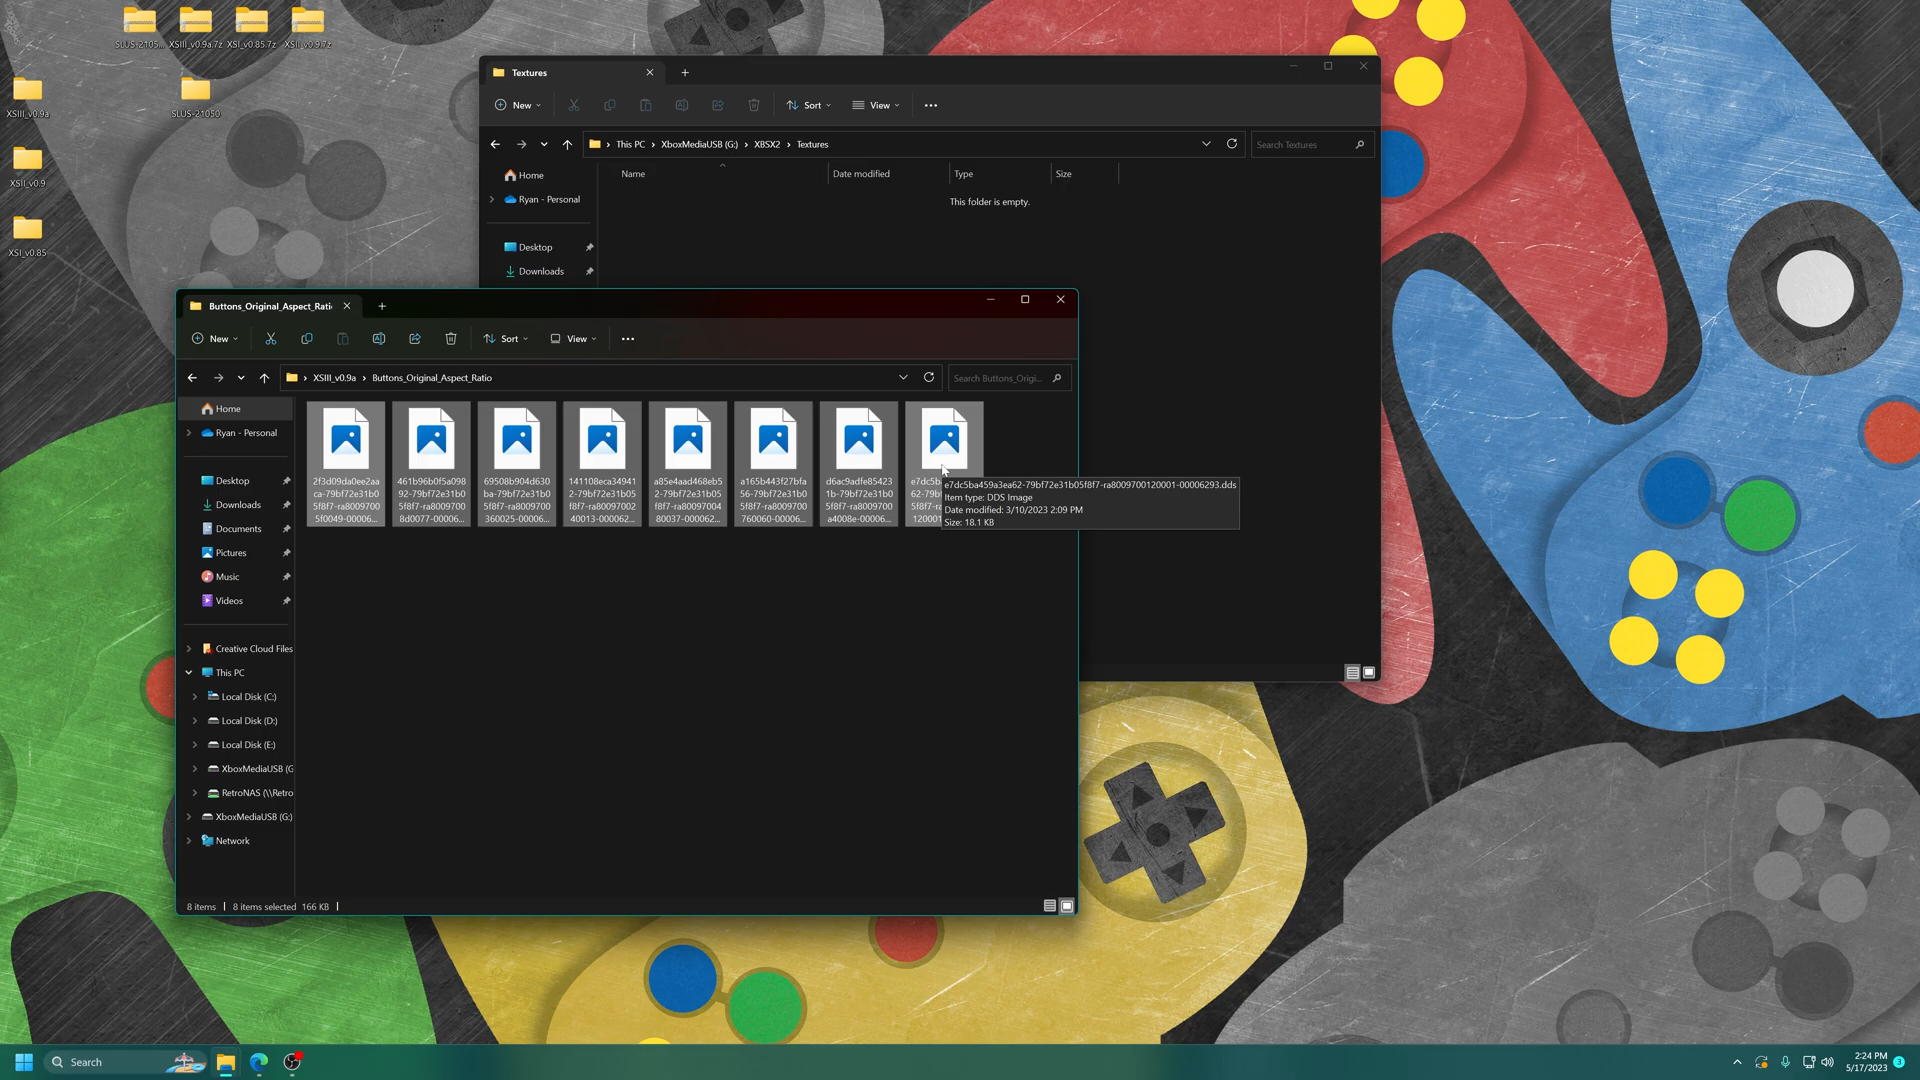 SLUS-2105...
XSIII_v0.9a.7z
XSI_v0.85.7z
XSII_v0.9.7z
XSIII_v0.9a
SLUS-21050
XSII_v0.9
XSI_v0.85
Textures
New
Sort
View
This PC
XboxMediaUSB (G:)
XBSX2
Textures
Search Textures
Home
Ryan - Personal
Desktop
Downloads
Name
Date modified
Type
Size
This folder is empty.
Buttons_Original_Aspect_Rati
New
Sort
View
XSIII_v0.9a
Buttons_Original_Aspect_Ratio
Search Buttons_Origi...
Home
Ryan - Personal
Desktop
Downloads
Documents
Pictures
Music
Videos
Creative Cloud Files
This PC
Local Disk (C:)
Local Disk (D:)
Local Disk (E:)
XboxMediaUSB (G
RetroNAS (\\Retro
XboxMediaUSB (G:)
Network
2f3d09da0ee2aa
ca-79bf72e31b0
5f8f7-ra8009700
5f0049-00006...
461b96b0f5a098
92-79bf72e31b0
5f8f7-ra8009700
8d0077-00006...
69508b904d630
ba-79bf72e31b0
5f8f7-ra8009700
360025-00006...
141108eca34941
2-79bf72e31b05
f8f7-ra80097002
40013-000062...
a85e4aad468eb5
2-79bf72e31b05
f8f7-ra80097004
80037-000062...
a165b443f27bfa
56-79bf72e31b0
5f8f7-ra8009700
760060-00006...
d6ac9adfe85423
1b-79bf72e31b0
5f8f7-ra8009700
a4008e-00006...
e7dc5b
62-79b
5f8f7-r
12000
e7dc5ba459a3ea62-79bf72e31b05f8f7-ra8009700120001-00006293.dds
Item type: DDS Image
Date modified: 3/10/2023 2:09 PM
Size: 18.1 KB
8 items
8 items selected
166 KB
Search
2:24 PM
5/17/2023
3